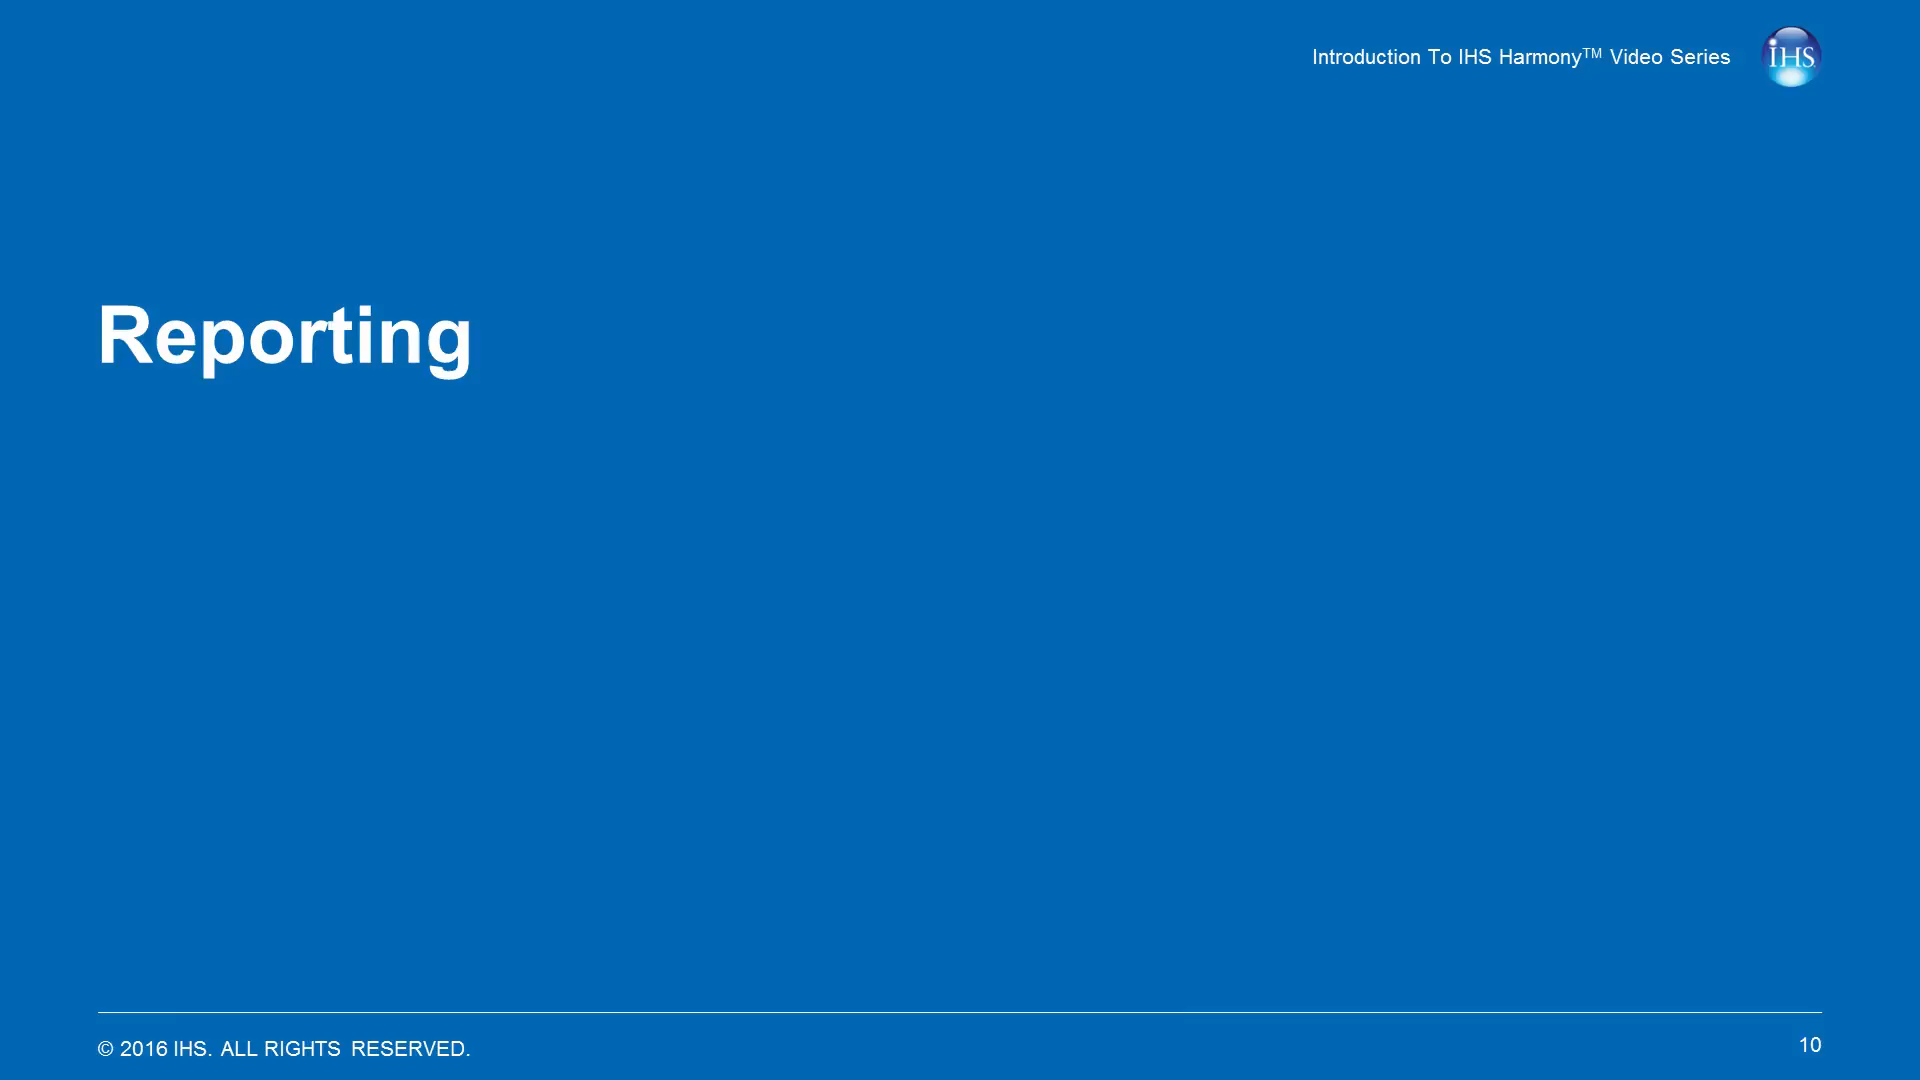 Introduction To IHS Harmony™ Video Series
IHS
Reporting
© 2016 IHS. ALL RIGHTS RESERVED.
10